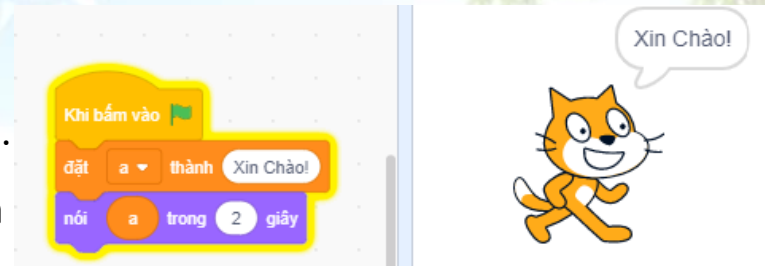 Xin Chào!
Khi bấm vào
đặt a thành Xin Chào!
nói a trong 2 giây